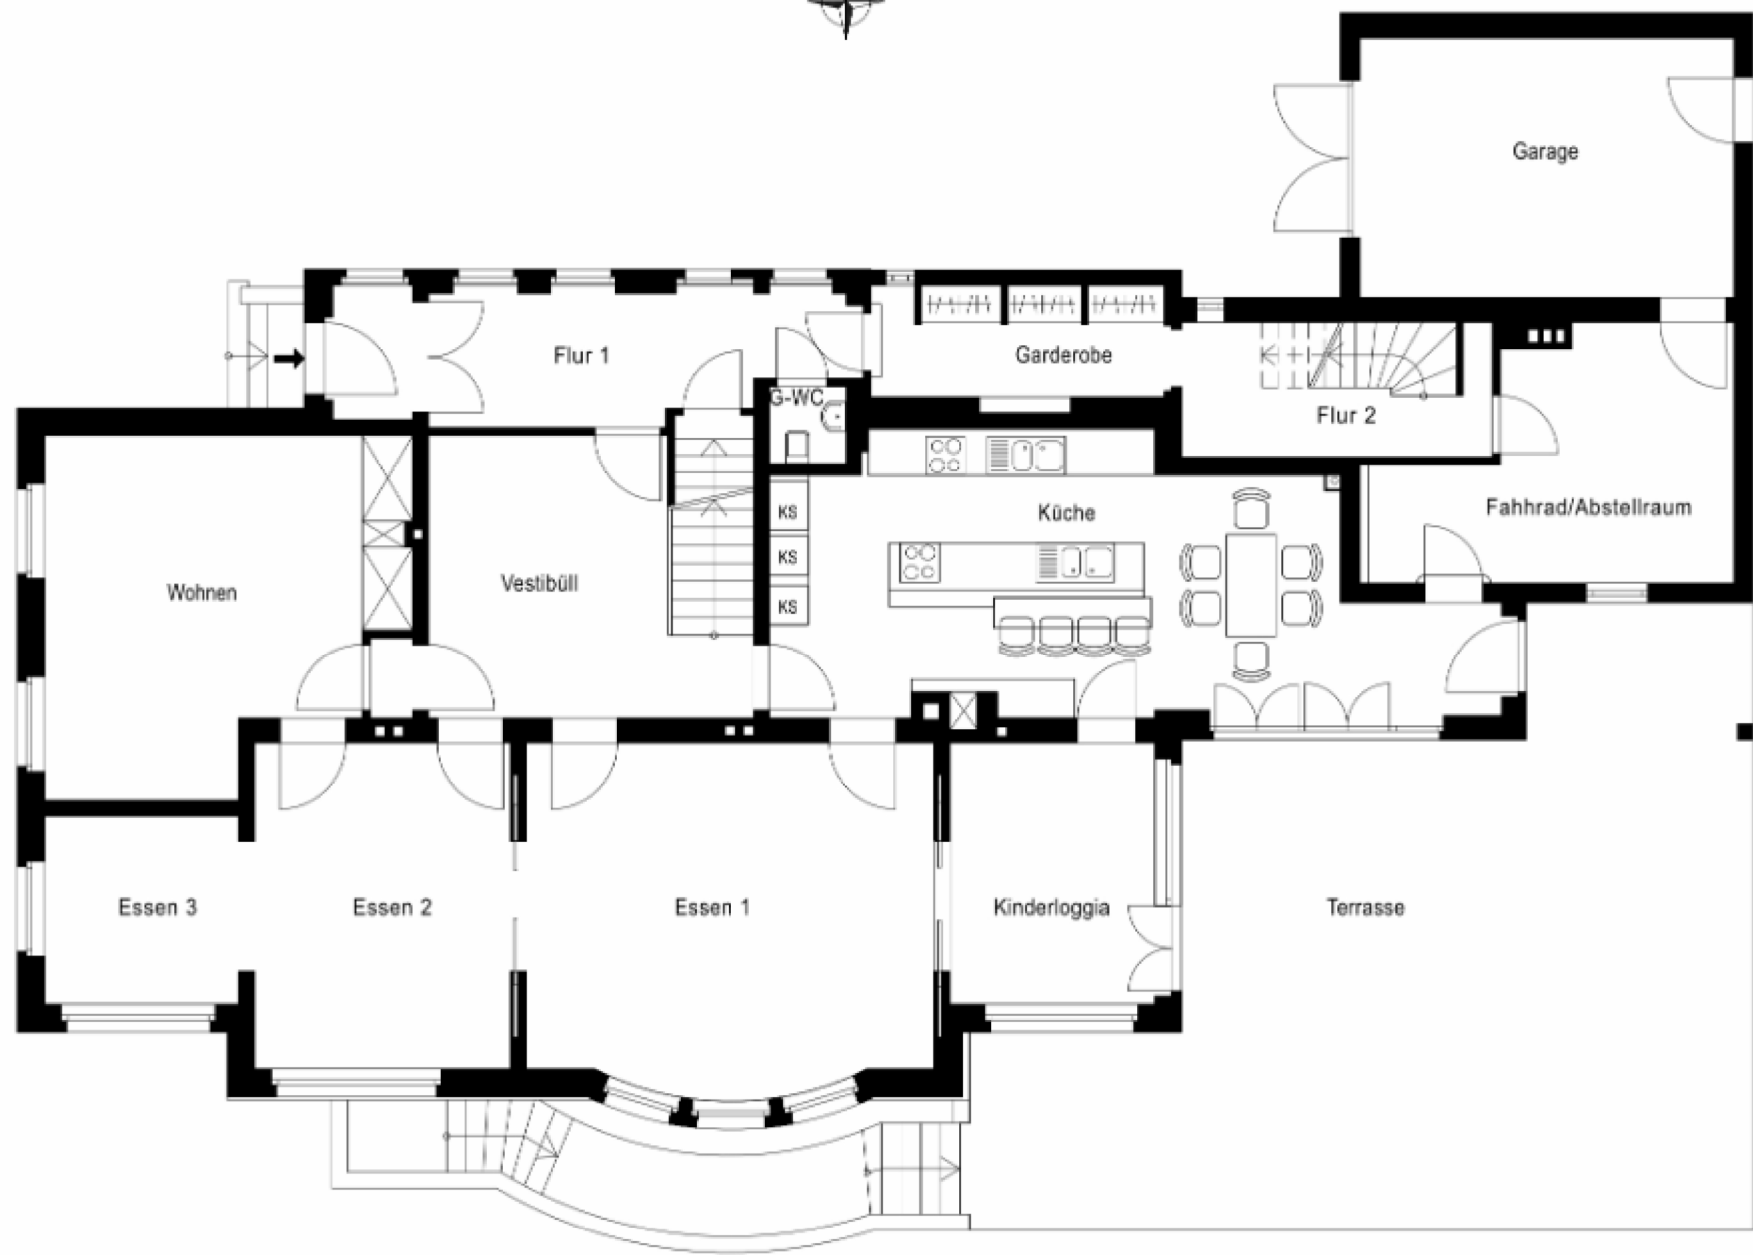 Garage
Flur 1
Garderobe
G-WC
Flur 2
KS
Küche
Fahhrad/Abstellraum
KS
Wohnen
Vestibüll
KS
Essen 3
Essen 2
Essen 1
Kinderloggia
Terrasse